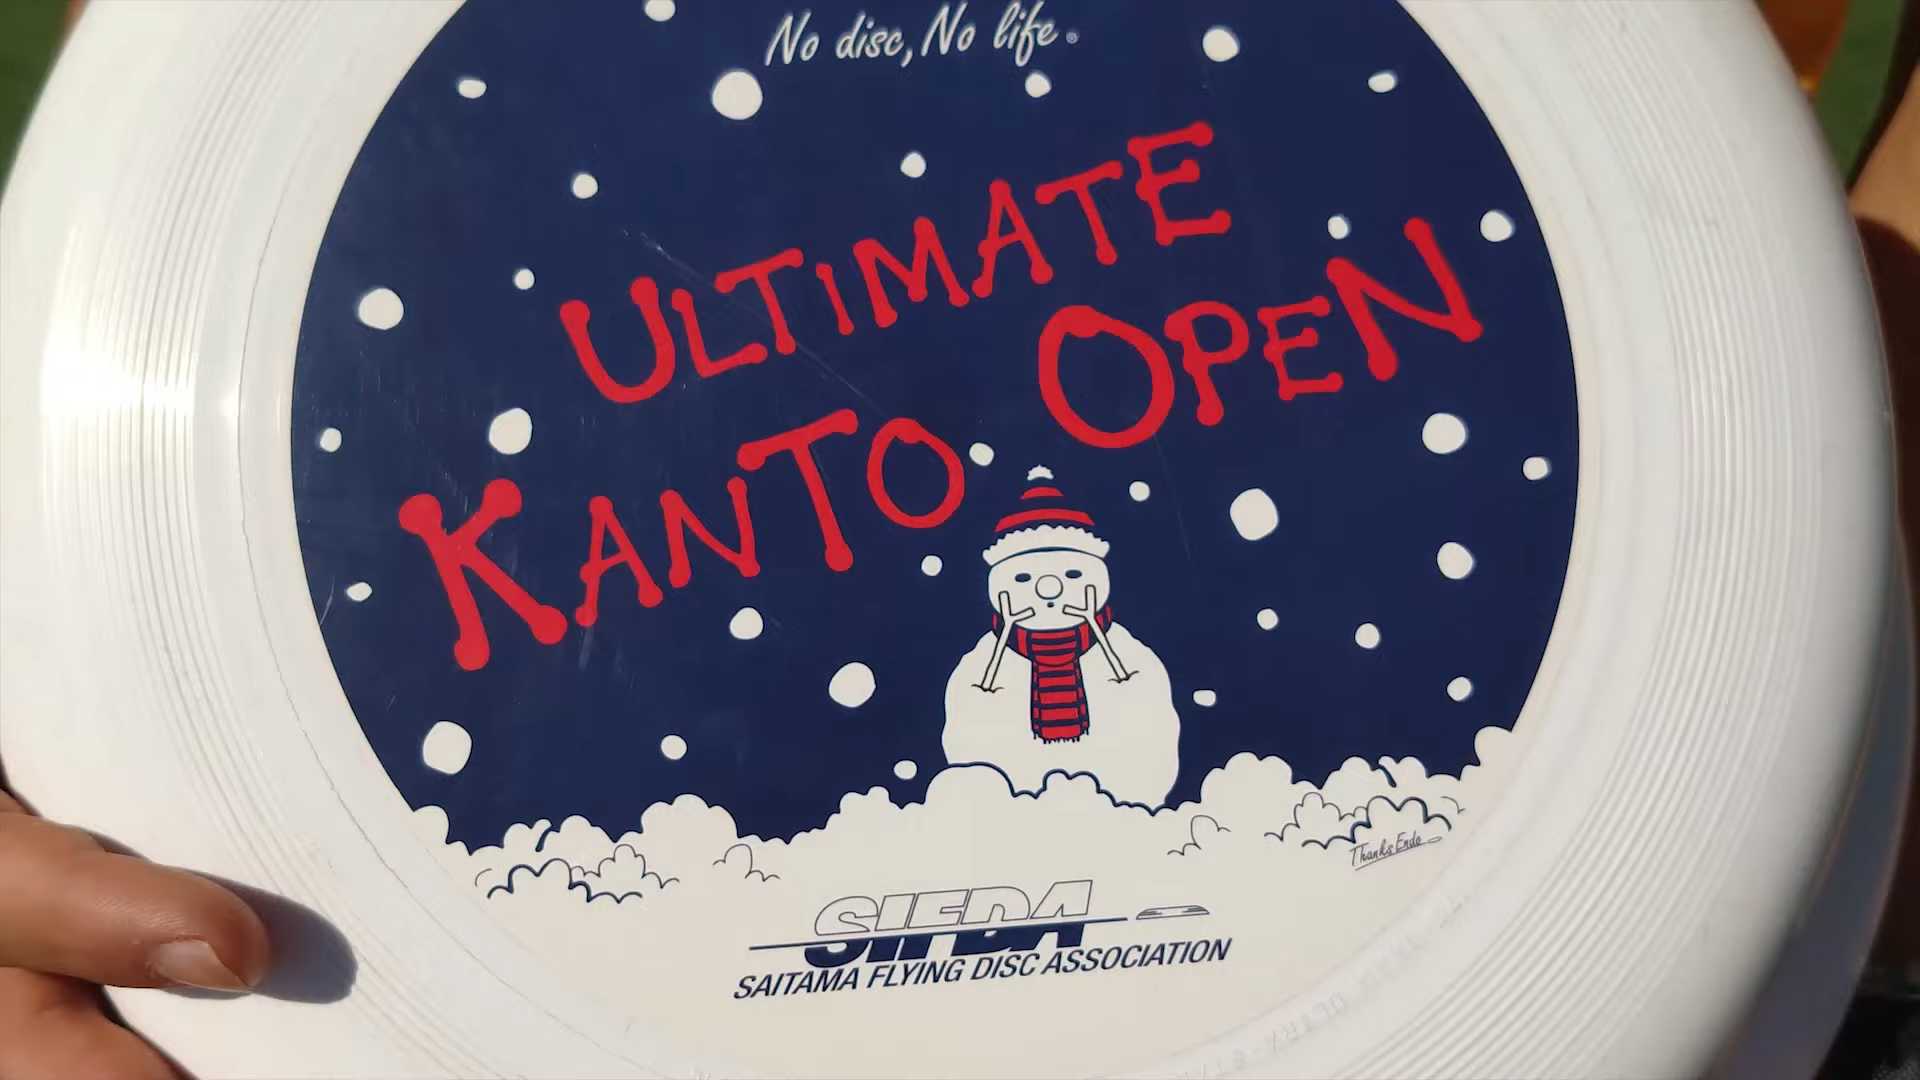 No disc, No life.®
ULTIMATE
KANTO OPEN
Thanks Endo
SIFDA
SAITAMA FLYING DISC ASSOCIATION